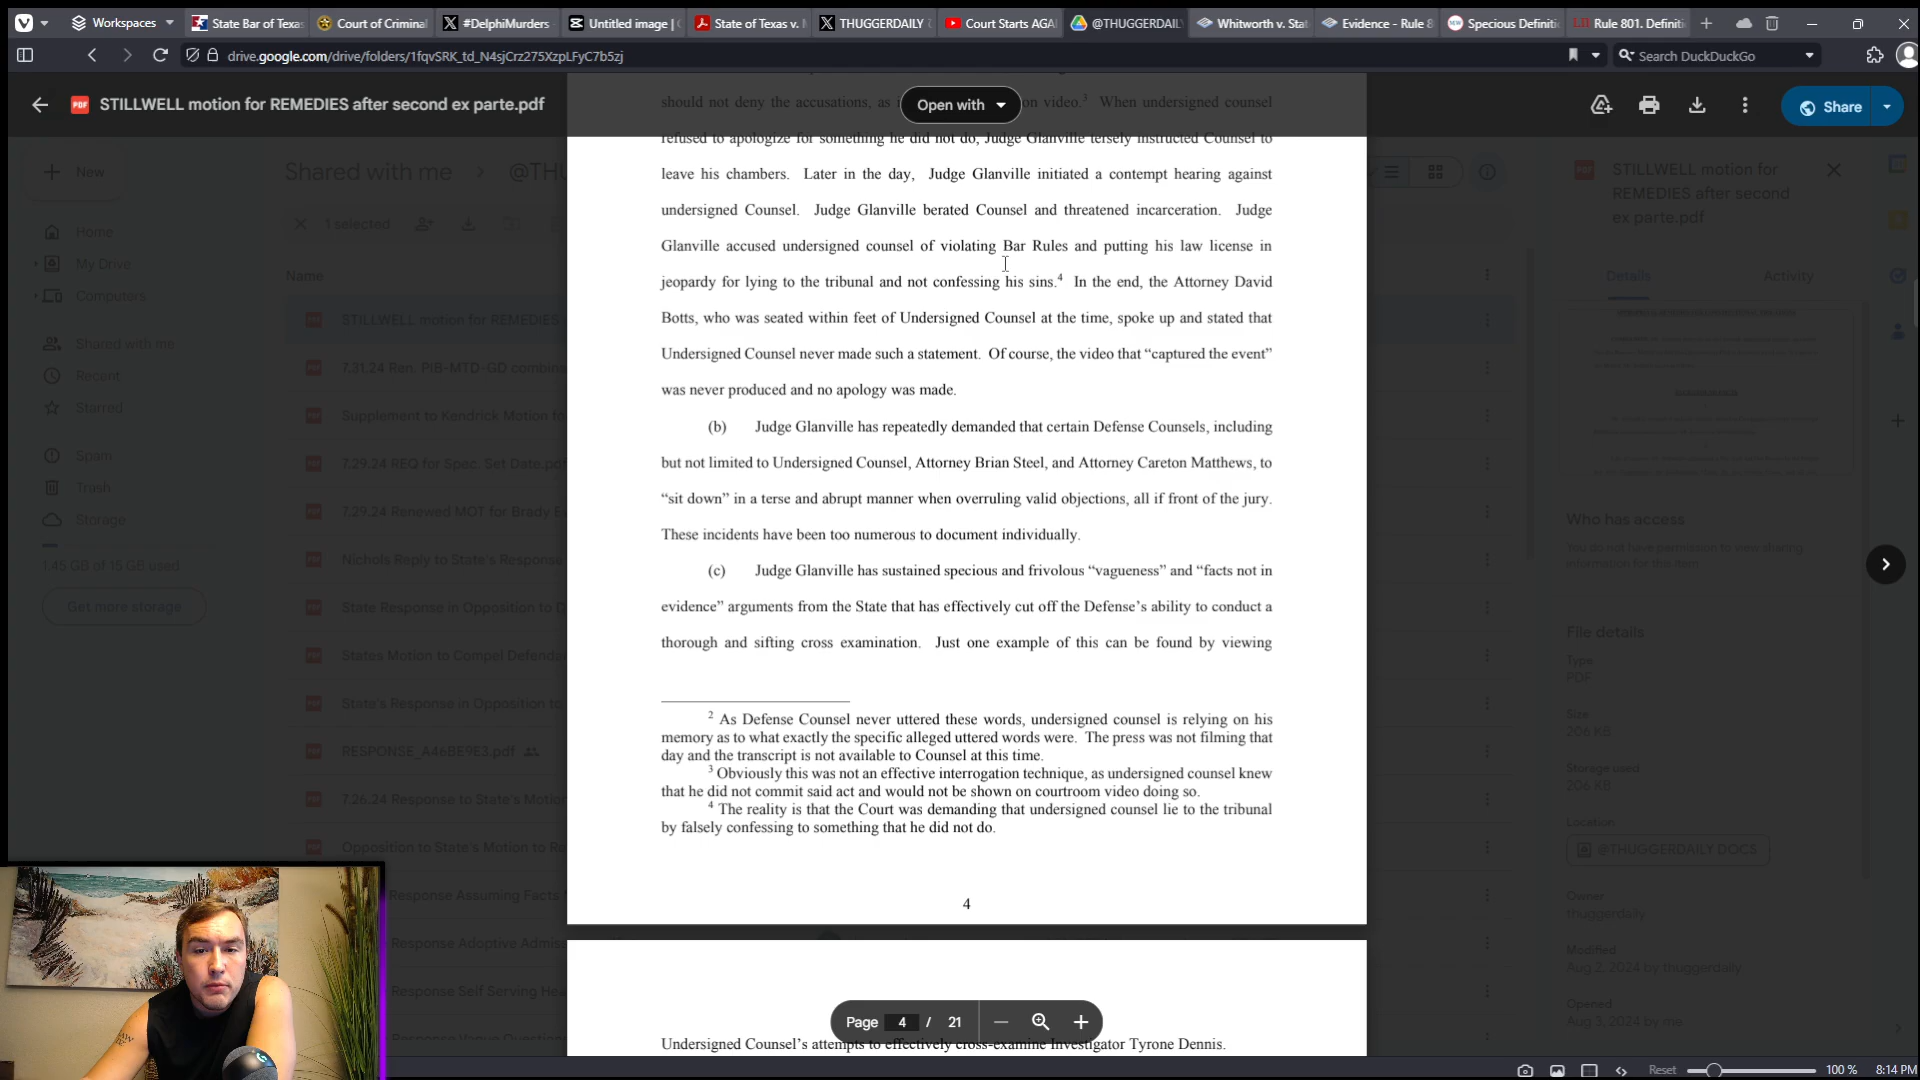 Workspaces
State Bar of Texas
Court of Criminal
#DelphiMurders
Untitled image
State of Texas v.
THUGGERDAILY
Court Starts AGA
@THUGGERDAIL
Whitworth v. Stat
Evidence - Rule 8
Specious Definiti
LII Rule 801. Definiti
drive.google.com/drive/folders/1fqvSRK_td_N4sjCrz275XzpLFyC7b5zj
Search DuckDuckGo
PDF STILLWELL motion for REMEDIES after second ex parte.pdf
Open with
Share
should not deny the accusations, as on video.³ When undersigned counsel
refused to apologize for something he did not do, Judge Glanville tersely instructed Counsel to
leave his chambers. Later in the day, Judge Glanville initiated a contempt hearing against
undersigned Counsel. Judge Glanville berated Counsel and threatened incarceration. Judge
Glanville accused undersigned counsel of violating Bar Rules and putting his law license in
jeopardy for lying to the tribunal and not confessing his sins.⁴ In the end, the Attorney David
Botts, who was seated within feet of Undersigned Counsel at the time, spoke up and stated that
Undersigned Counsel never made such a statement. Of course, the video that “captured the event”
was never produced and no apology was made.
(b) Judge Glanville has repeatedly demanded that certain Defense Counsels, including
but not limited to Undersigned Counsel, Attorney Brian Steel, and Attorney Careton Matthews, to
“sit down” in a terse and abrupt manner when overruling valid objections, all if front of the jury.
These incidents have been too numerous to document individually.
(c) Judge Glanville has sustained specious and frivolous “vagueness” and “facts not in
evidence” arguments from the State that has effectively cut off the Defense’s ability to conduct a
thorough and sifting cross examination. Just one example of this can be found by viewing
² As Defense Counsel never uttered these words, undersigned counsel is relying on his
memory as to what exactly the specific alleged uttered words were. The press was not filming that
day and the transcript is not available to Counsel at this time.
³ Obviously this was not an effective interrogation technique, as undersigned counsel knew
that he did not commit said act and would not be shown on courtroom video doing so.
⁴ The reality is that the Court was demanding that undersigned counsel lie to the tribunal
by falsely confessing to something that he did not do.
4
Undersigned Counsel’s attempts to effectively cross-examine Investigator Tyrone Dennis.
Page 4 / 21
New
Home
My Drive
Computers
Shared with me
Recent
Starred
Spam
Trash
Storage
1.45 GB of 15 GB used
Get more storage
Shared with me > @THU
1 selected
Name
STILLWELL motion for REMEDIES
7.31.24 Ren. PIB-MTD-GD combin
Supplement to Kendrick Motion fo
7.29.24 REQ for Spec. Set Date.pdf
7.29.24 Renewed MOT for Brady E
Nichols Reply to State's Response
State Response in Opposition to D
States Motion to Compel Defenda
State's Response in Opposition to
RESPONSE_A46BE9E3.pdf
7.26.24 Response to State's Motion
Opposition to State's Motion to R
Response Assuming Facts
Response Adoptive Admis
Response Self Serving He
Response Vague Questio
STILLWELL motion for
REMEDIES after second
ex parte.pdf
Details
Activity
Who has access
You do not have permission to view sharing
information for this item
File details
Type
PDF
Size
206 KB
Storage used
206 KB
Location
@THUGGERDAILY DOCS
Owner
thuggerdaily
Modified
Aug 2, 2024 by thuggerdaily
Opened
Aug 3, 2024 by me
Reset
100 %
8:14 PM